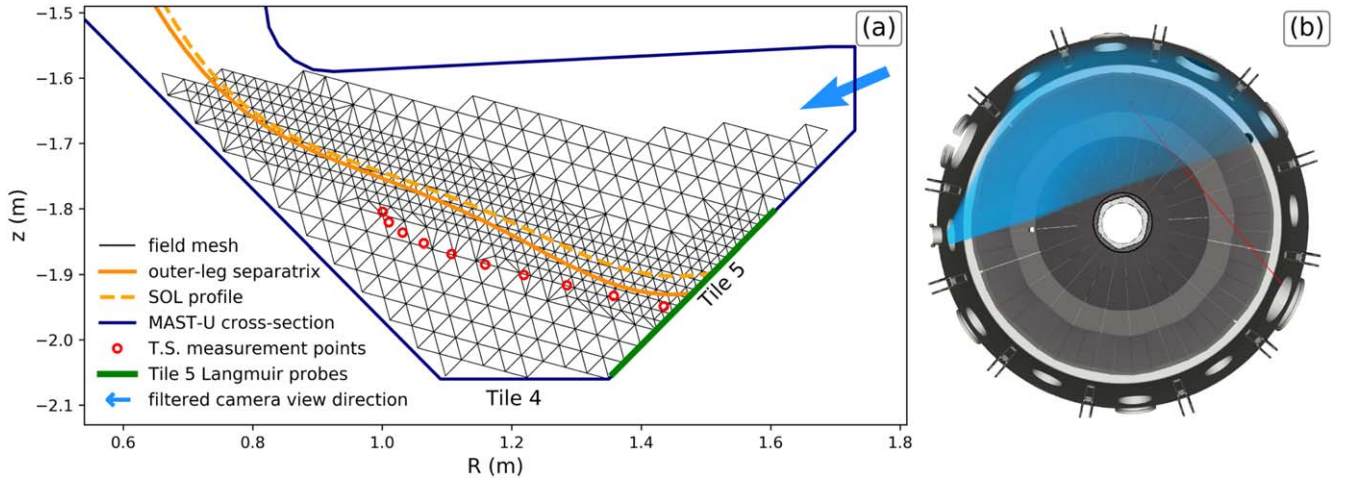 (a)
(b)
z (m)
−1.5
−1.6
−1.7
−1.8
−1.9
−2.0
−2.1
field mesh
outer-leg separatrix
SOL profile
MAST-U cross-section
T.S. measurement points
Tile 5 Langmuir probes
filtered camera view direction
Tile 5
Tile 4
0.6 0.8 1.0 1.2 1.4 1.6 1.8
R (m)